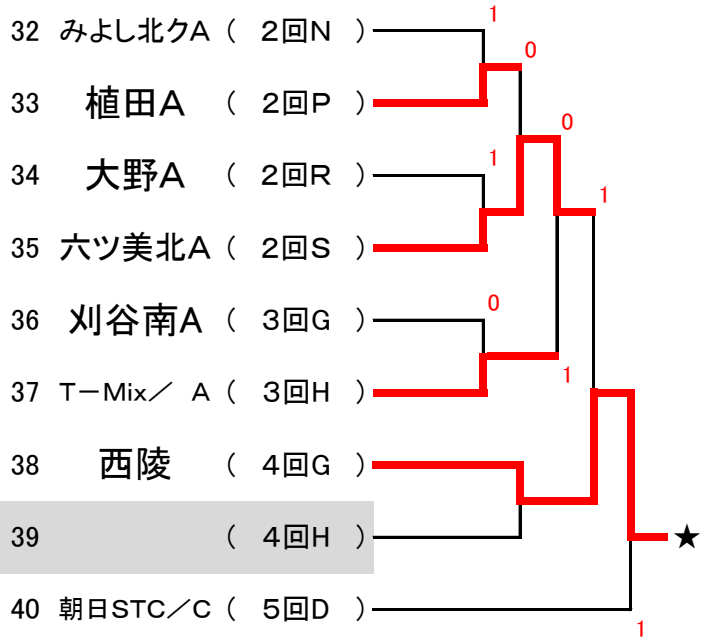 1
32 みよし北クA ( 2回N )
0
33 植田A ( 2回P )
0
34 大野A ( 2回R ) 1
1
35 六ツ美北A ( 2回S )
36 刈谷南A ( 3回G ) 0
1
37 T－Mix／ A ( 3回H )
38 西陵 ( 4回G )
39 ( 4回H ) ★
40 朝日STC／C ( 5回D )
1